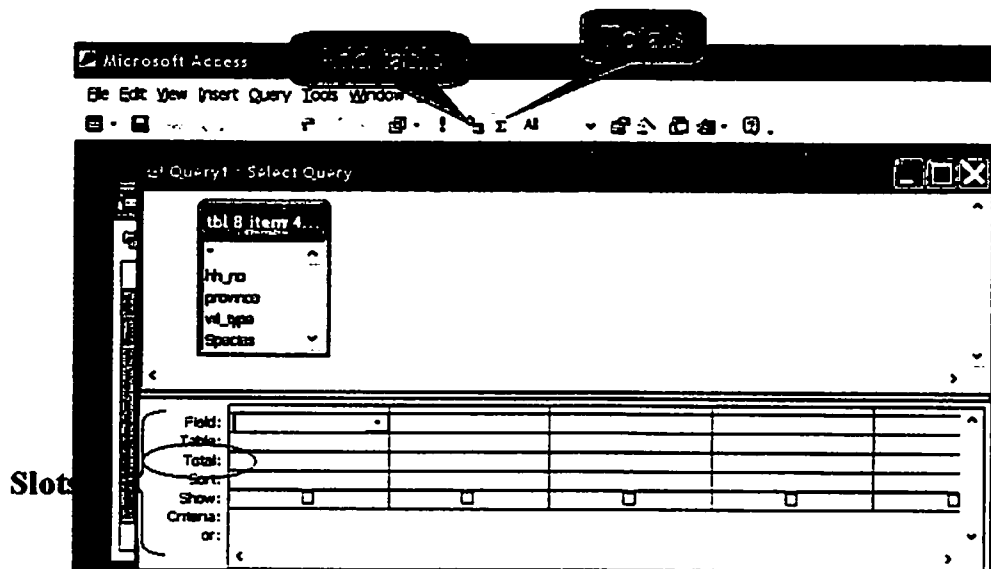 Totals
Add table
Microsoft Access
File Edit View Insert Query Tools Window
Σ All
Query1 : Select Query
tbl 8 item 4...
*
hh_no
province
vil_type
Species
Field:
Table:
Total:
Sort:
Slots
Show:
Criteria:
or: